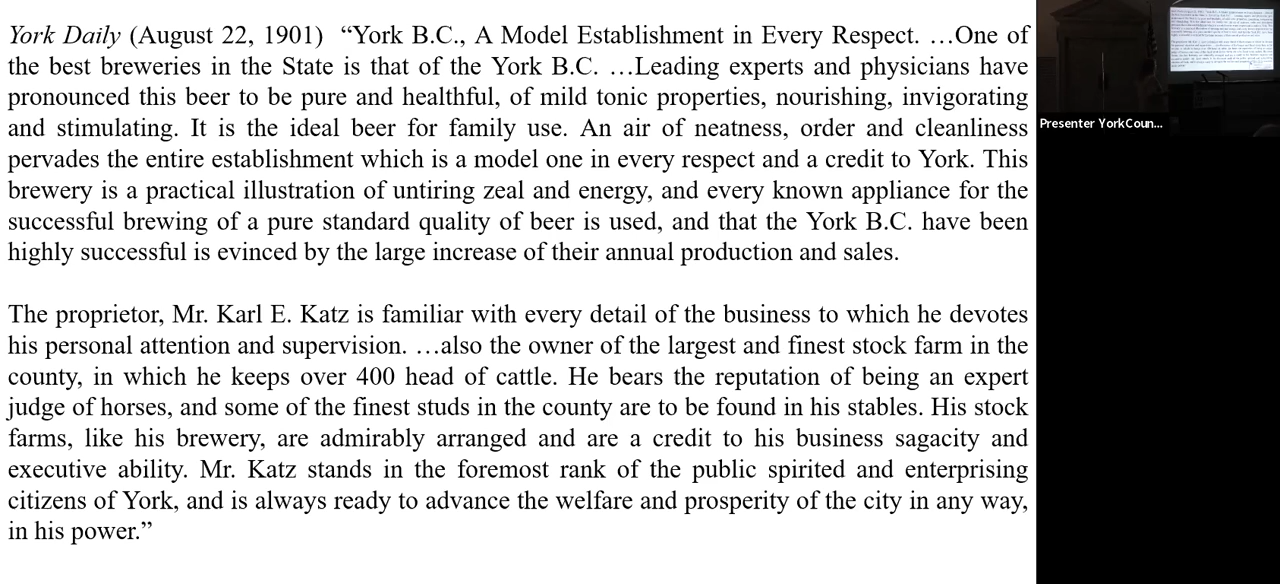 York Daily (August 22, 1901)  “York B.C., A Model Establishment in Every Respect. ….One of
the best breweries in the State is that of the York B.C. …Leading experts and physicians have
pronounced this beer to be pure and healthful, of mild tonic properties, nourishing, invigorating
and stimulating. It is the ideal beer for family use. An air of neatness, order and cleanliness
pervades the entire establishment which is a model one in every respect and a credit to York. This
brewery is a practical illustration of untiring zeal and energy, and every known appliance for the
successful brewing of a pure standard quality of beer is used, and that the York B.C. have been
highly successful is evinced by the large increase of their annual production and sales.
The proprietor, Mr. Karl E. Katz is familiar with every detail of the business to which he devotes
his personal attention and supervision. …also the owner of the largest and finest stock farm in the
county, in which he keeps over 400 head of cattle. He bears the reputation of being an expert
judge of horses, and some of the finest studs in the county are to be found in his stables. His stock
farms, like his brewery, are admirably arranged and are a credit to his business sagacity and
executive ability. Mr. Katz stands in the foremost rank of the public spirited and enterprising
citizens of York, and is always ready to advance the welfare and prosperity of the city in any way,
in his power.”
Presenter YorkCoun...